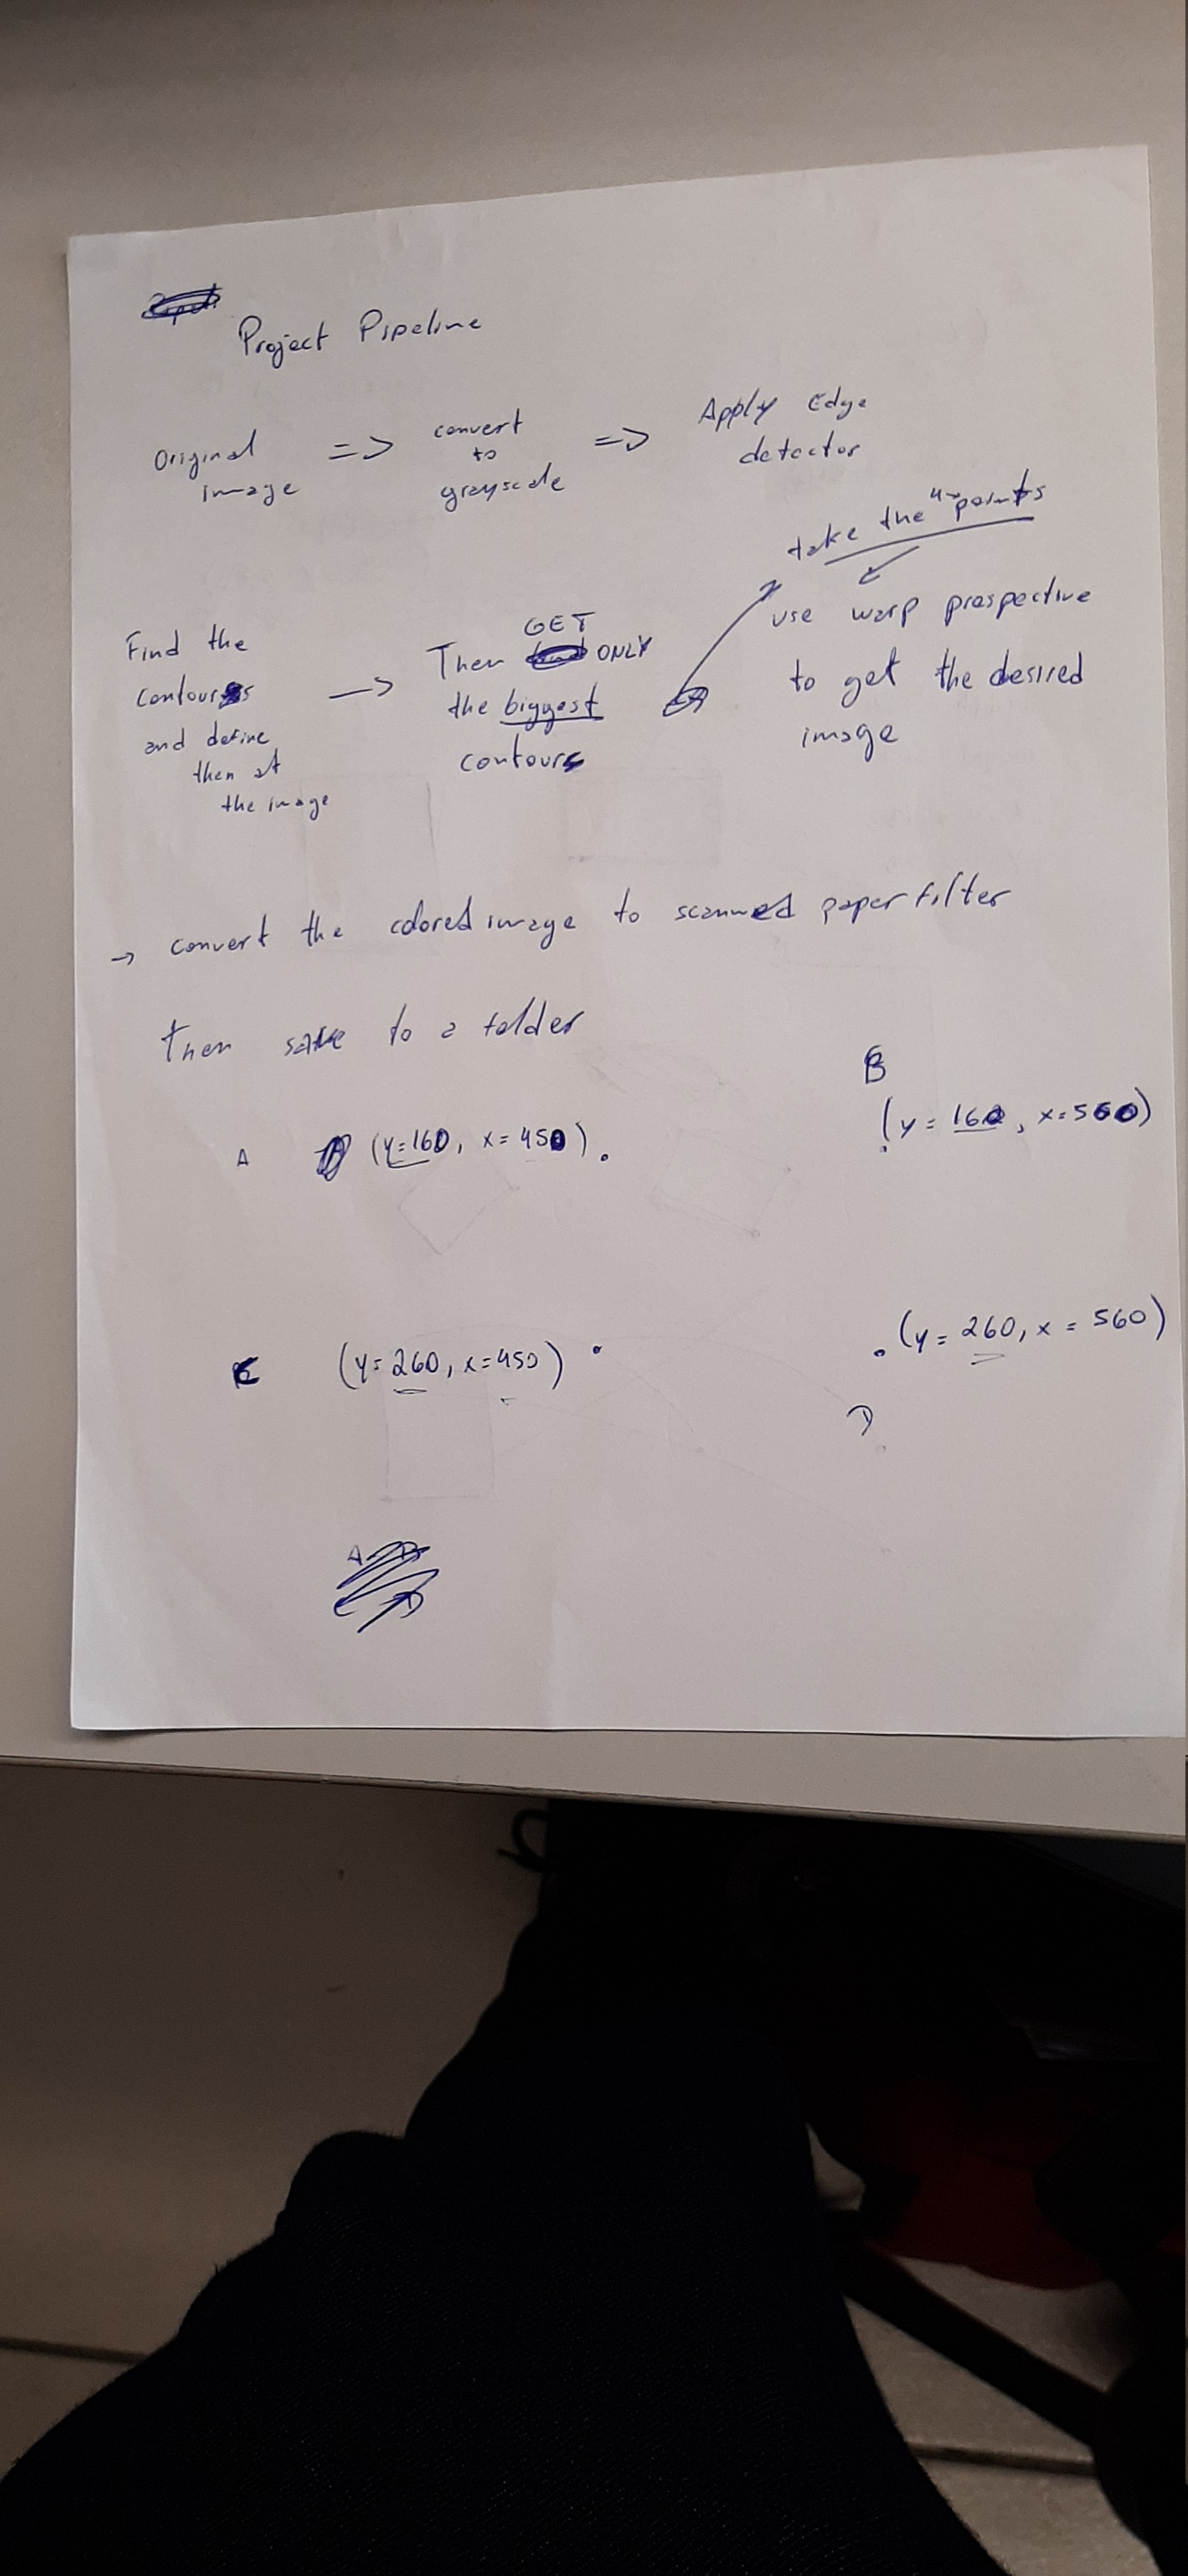 Project Pipeline
Original image => convert to grayscale => Apply Edge detector
take the 4 points
Find the contours and define then at the image -> Then GET ONLY the biggest contours
use warp prospective to get the desired image
-> convert the colored image to scanned paper filter
then save to a folder
B
A (y=160, x=450) (y=160, x=560)
C (y=260, x=450) (y=260, x=560)
D
A